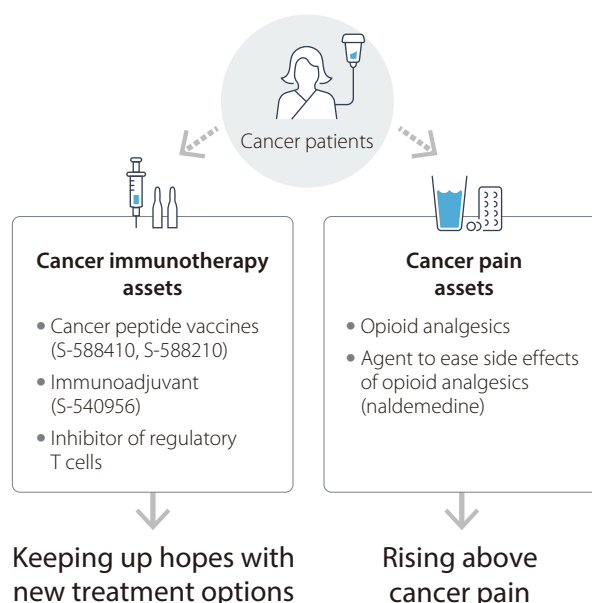 Cancer patients
Cancer immunotherapy
assets
• Cancer peptide vaccines
(S-588410, S-588210)
• Immunoadjuvant
(S-540956)
• Inhibitor of regulatory
T cells
Cancer pain
assets
• Opioid analgesics
• Agent to ease side effects
of opioid analgesics
(naldemedine)
Keeping up hopes with
new treatment options
Rising above
cancer pain